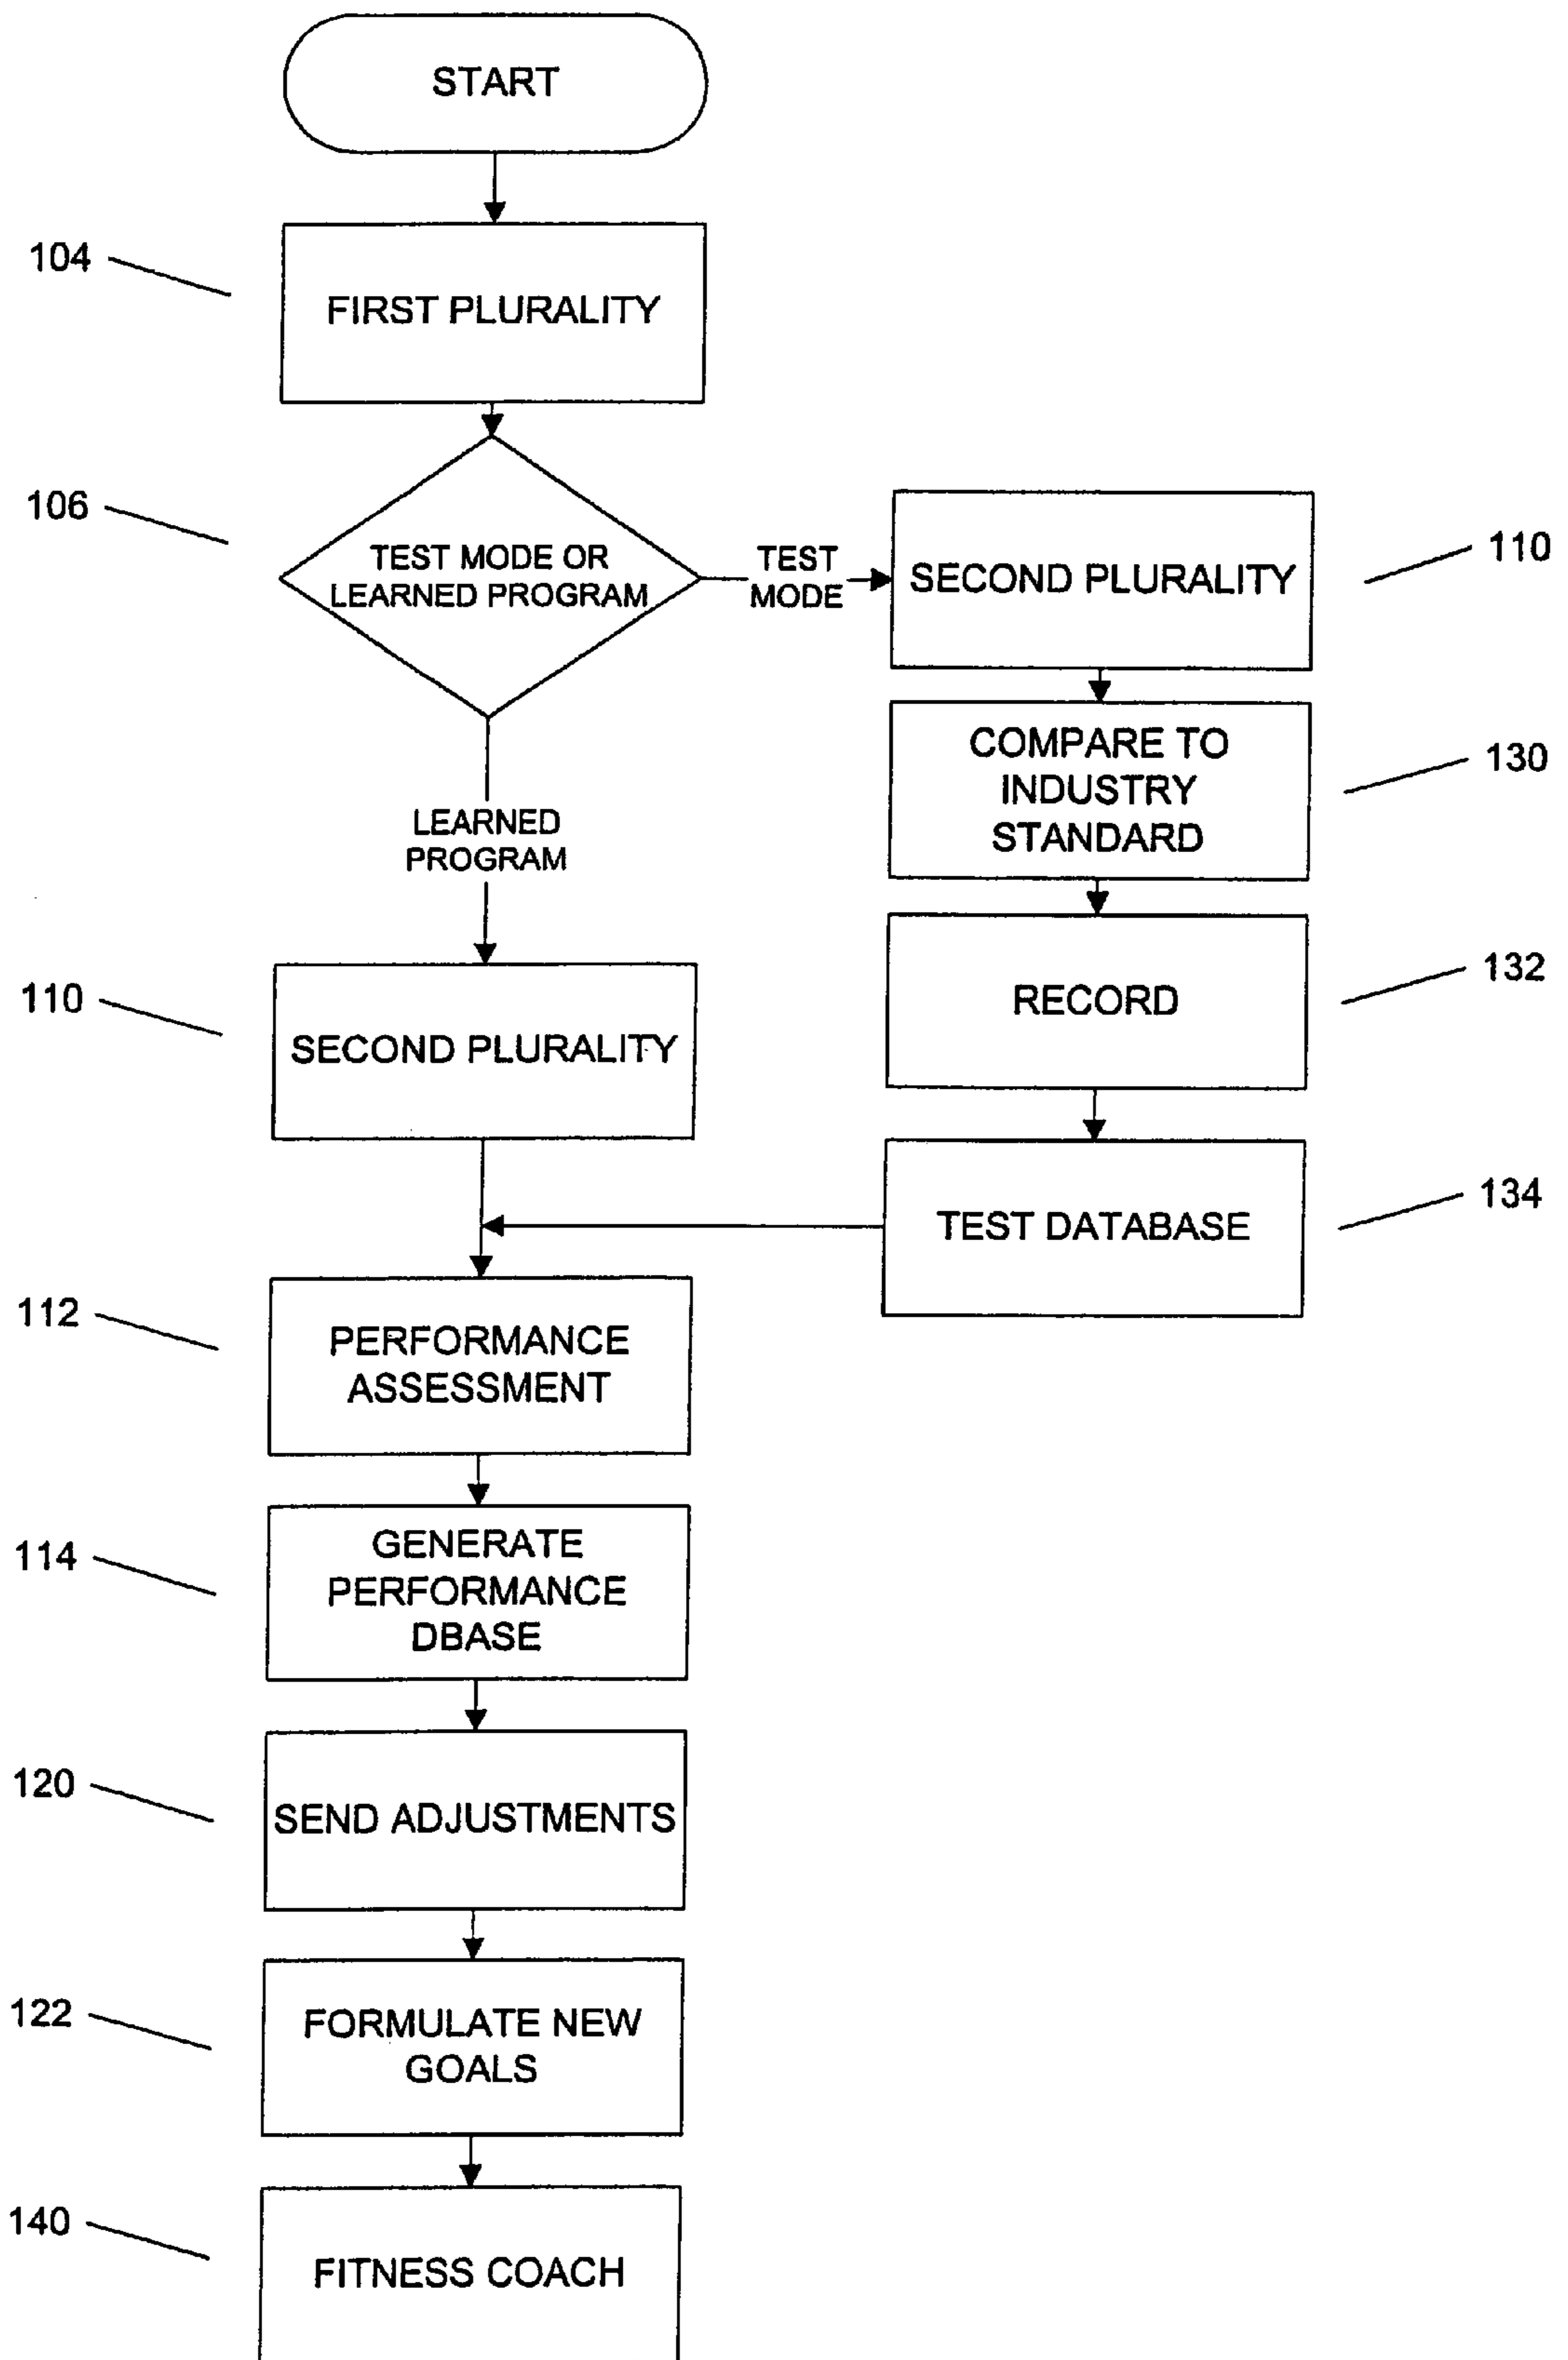 START
104
FIRST PLURALITY
106
TEST MODE OR
LEARNED PROGRAM
TEST
MODE
SECOND PLURALITY
110
COMPARE TO
INDUSTRY
STANDARD
130
LEARNED
PROGRAM
RECORD
132
110
SECOND PLURALITY
TEST DATABASE
134
112
PERFORMANCE
ASSESSMENT
114
GENERATE
PERFORMANCE
DBASE
120
SEND ADJUSTMENTS
122
FORMULATE NEW
GOALS
140
FITNESS COACH